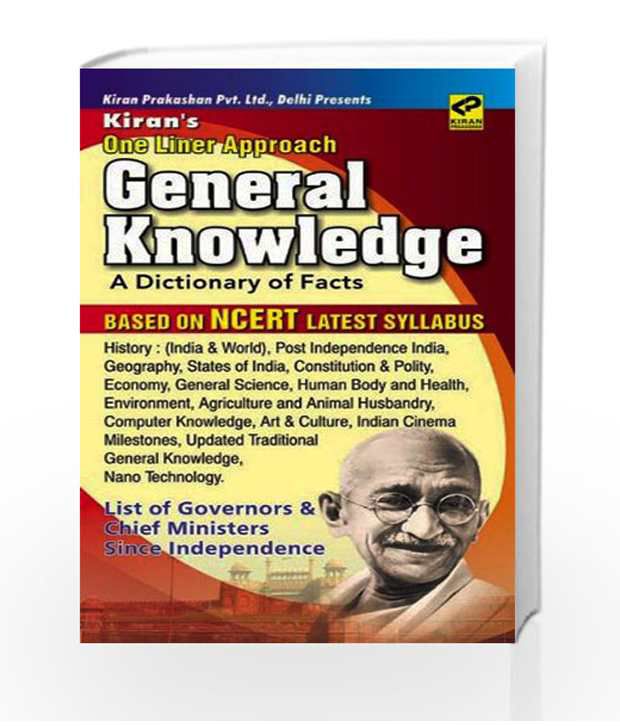 Kiran Prakashan Pvt. Ltd., Delhi Presents
KIRAN
PRAKASHAN
Kiran's
One Liner Approach
General
Knowledge
A Dictionary of Facts
BASED ON NCERT LATEST SYLLABUS
History : (India & World), Post Independence India,
Geography, States of India, Constitution & Polity,
Economy, General Science, Human Body and Health,
Environment, Agriculture and Animal Husbandry,
Computer Knowledge, Art & Culture, Indian Cinema
Milestones, Updated Traditional
General Knowledge,
Nano Technology.
List of Governors &
Chief Ministers
Since Independence